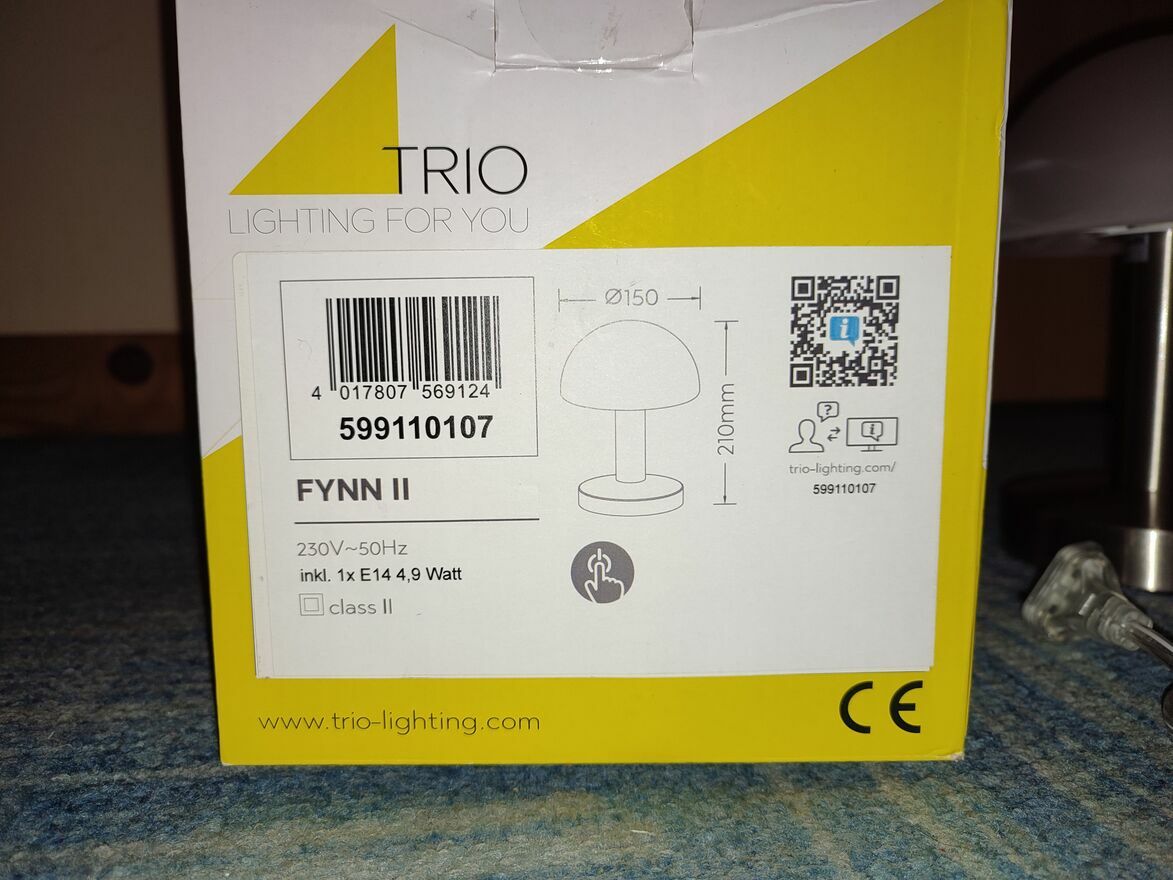 TRIO
LIGHTING FOR YOU
4 017807 569124
599110107
FYNN II
230V~50Hz
inkl. 1x E14 4,9 Watt
class II
Ø150
210mm
?
i
i
trio-lighting.com/
599110107
www.trio-lighting.com
CE